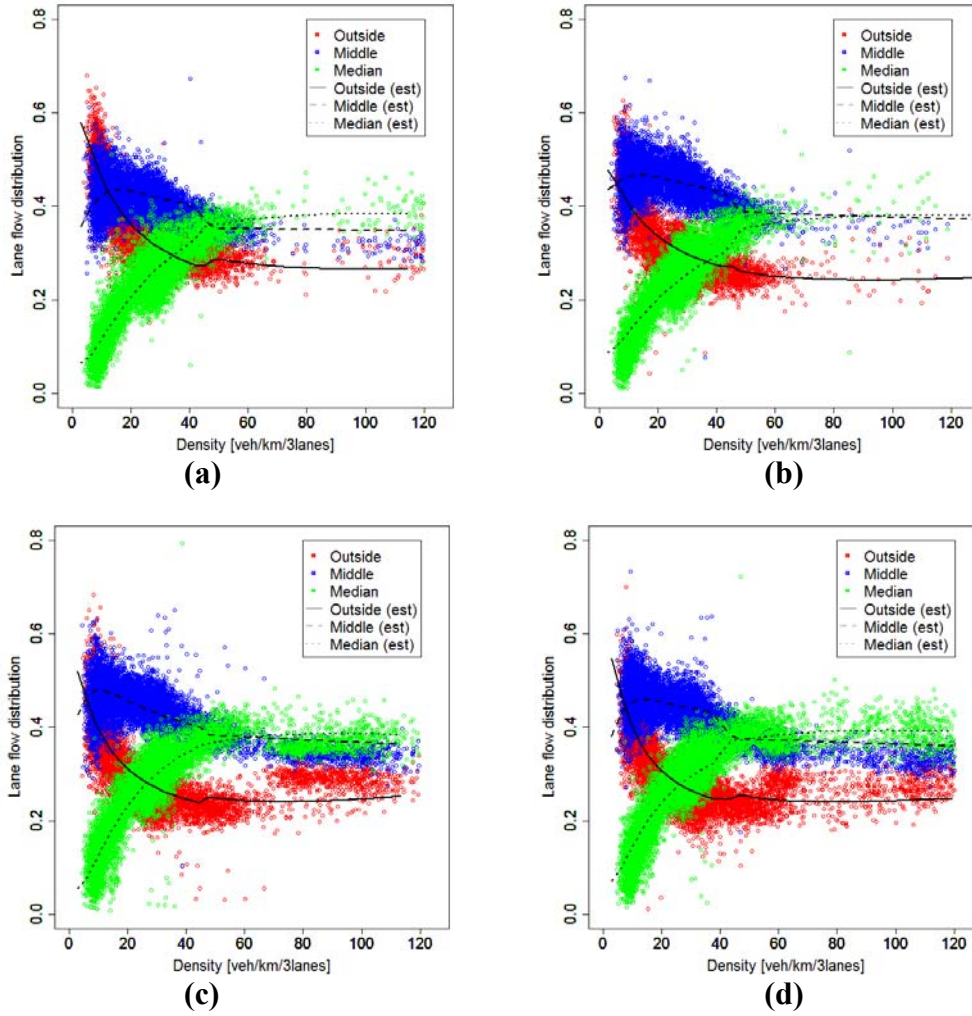 0.8
0.6
0.4
0.2
0.0
Lane flow distribution
Outside
Middle
Median
Outside (est)
Middle (est)
Median (est)
0 20 40 60 80 100 120
Density [veh/km/3lanes]
(a)
0.8
0.6
0.4
0.2
0.0
Lane flow distribution
Outside
Middle
Median
Outside (est)
Middle (est)
Median (est)
0 20 40 60 80 100 120
Density [veh/km/3lanes]
(b)
0.8
0.6
0.4
0.2
0.0
Lane flow distribution
Outside
Middle
Median
Outside (est)
Middle (est)
Median (est)
0 20 40 60 80 100 120
Density [veh/km/3lanes]
(c)
0.8
0.6
0.4
0.2
0.0
Lane flow distribution
Outside
Middle
Median
Outside (est)
Middle (est)
Median (est)
0 20 40 60 80 100 120
Density [veh/km/3lanes]
(d)